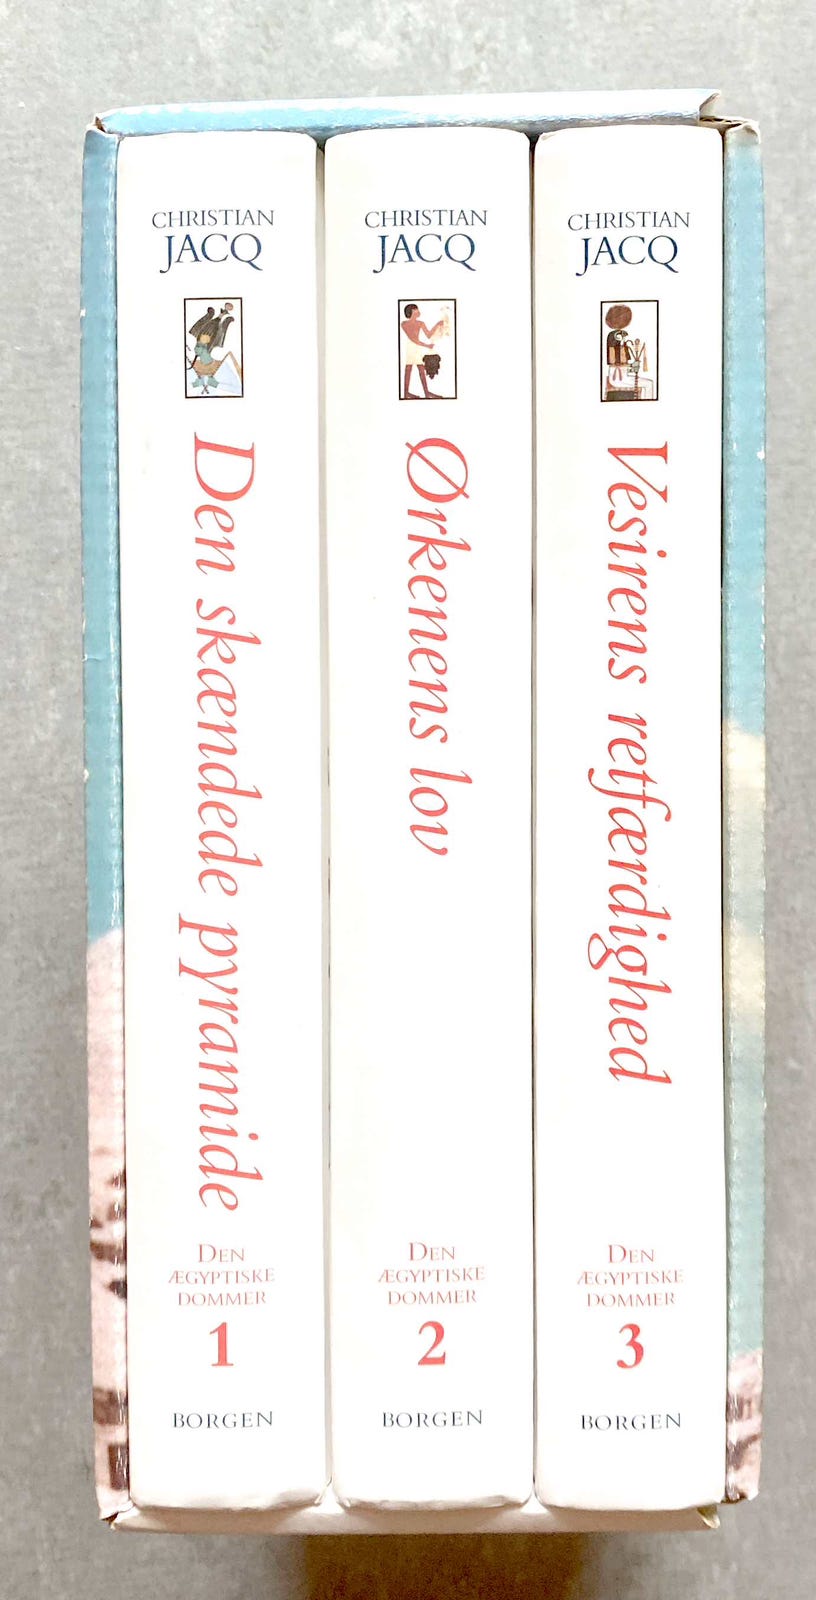 CHRISTIAN
JACQ
Den skændede pyramide
DEN
ÆGYPTISKE
DOMMER
1
BORGEN
CHRISTIAN
JACQ
Ørkenens lov
DEN
ÆGYPTISKE
DOMMER
2
BORGEN
CHRISTIAN
JACQ
Vesirens retfærdighed
DEN
ÆGYPTISKE
DOMMER
3
BORGEN